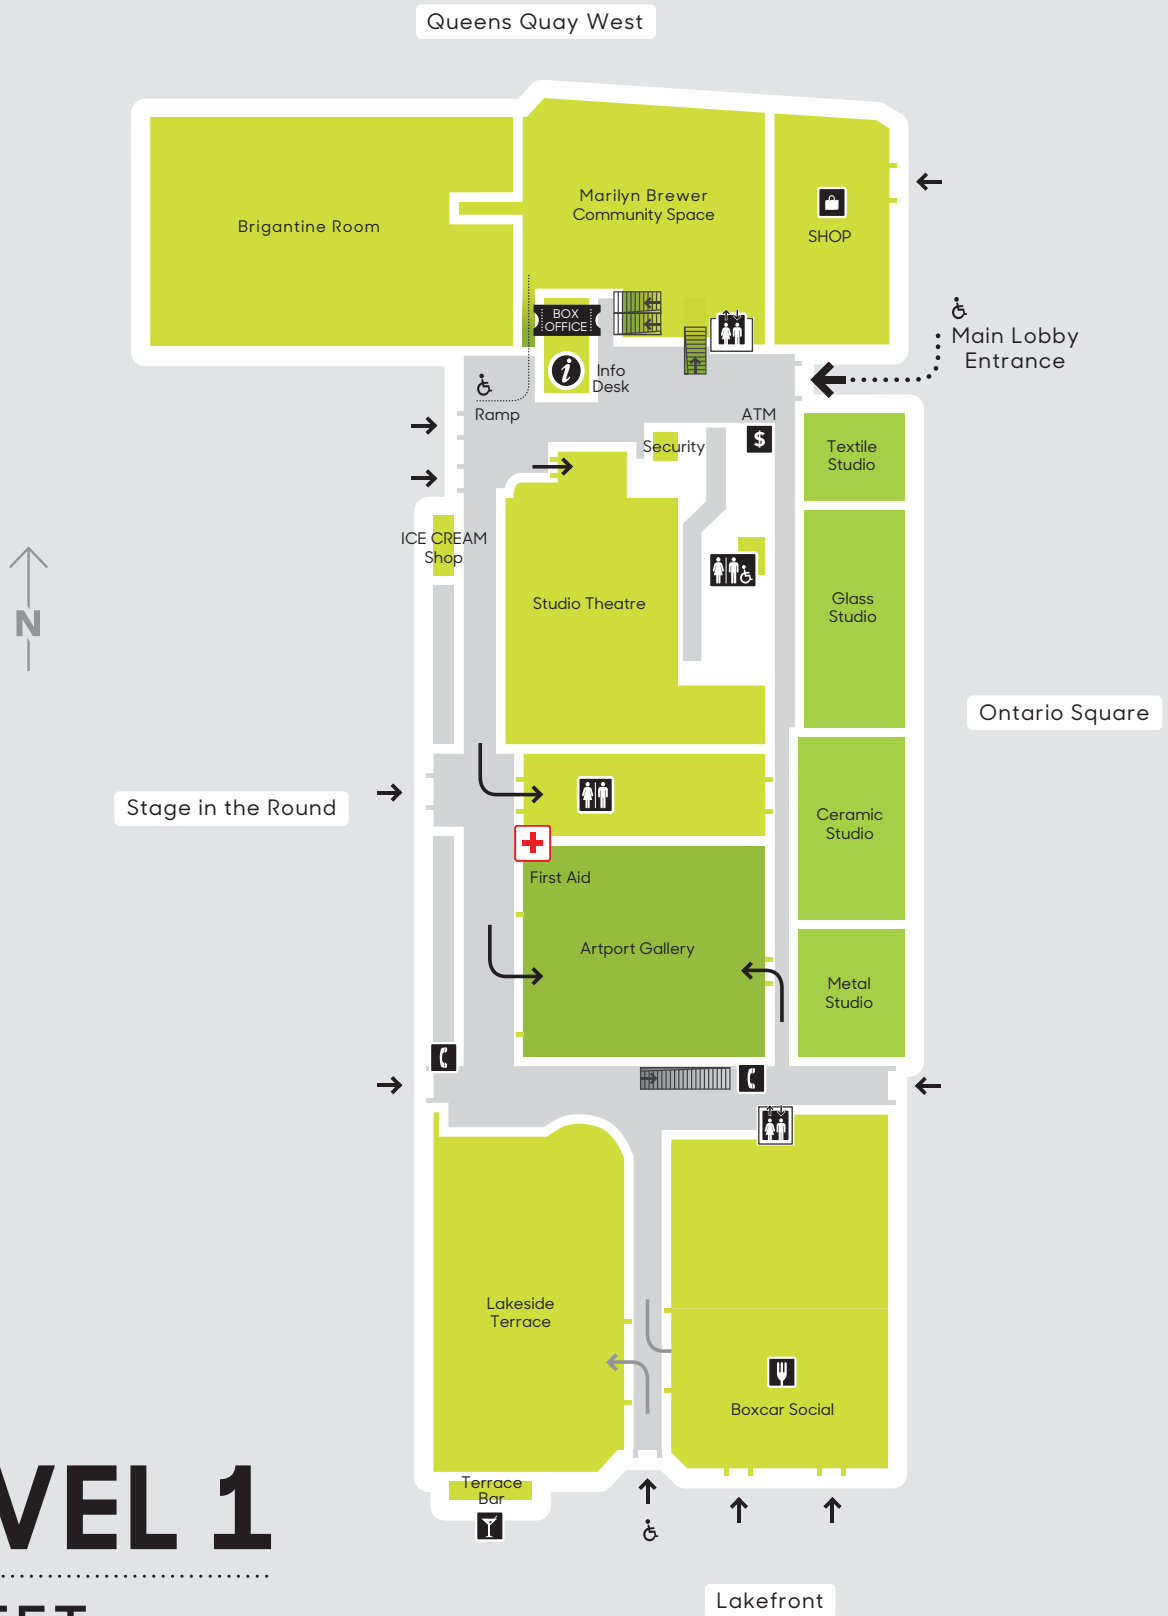 Queens Quay West
Marilyn Brewer
Community Space
Brigantine Room
SHOP
BOX
OFFICE
Main Lobby
Entrance
Info
Desk
Ramp
ATM
$
Security
Textile
Studio
ICE CREAM
Shop
Studio Theatre
Glass
Studio
N
Ontario Square
Stage in the Round
Ceramic
Studio
First Aid
Artport Gallery
Metal
Studio
Lakeside
Terrace
Boxcar Social
Terrace
Bar
VEL 1
Lakefront